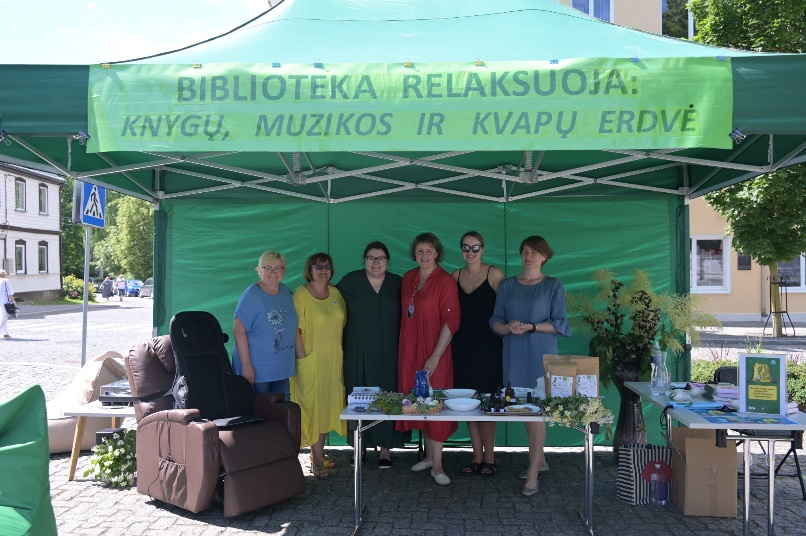 BIBLIOTEKA RELAKSUOJA:
KNYGŲ, MUZIKOS IR KVAPŲ ERDVĖ